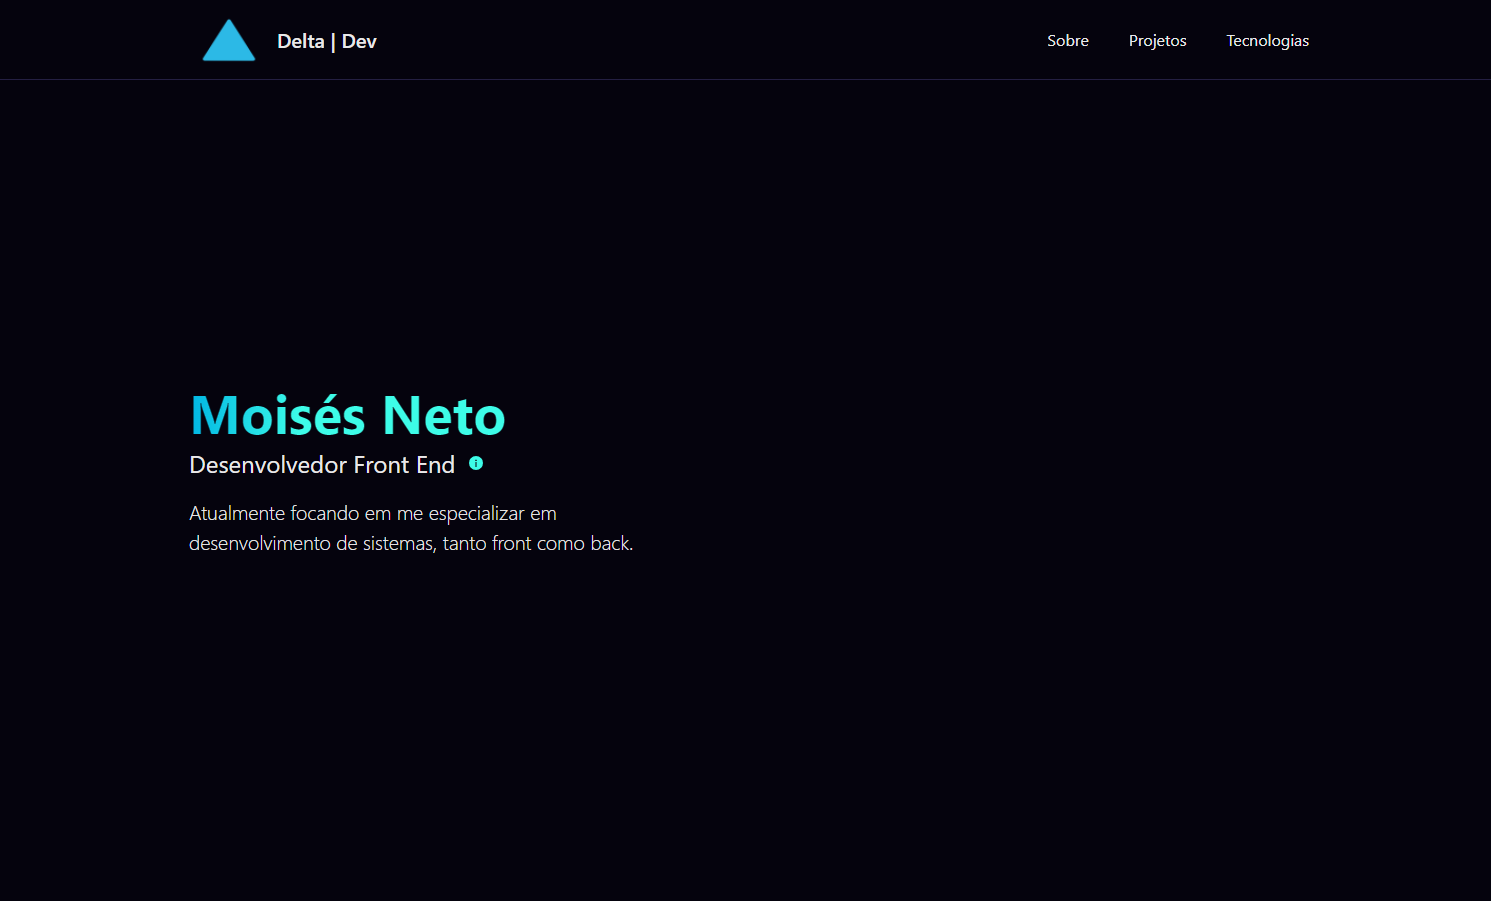 Delta | Dev
Sobre
Projetos
Tecnologias
Moisés Neto
Desenvolvedor Front End
Atualmente focando em me especializar em
desenvolvimento de sistemas, tanto front como back.